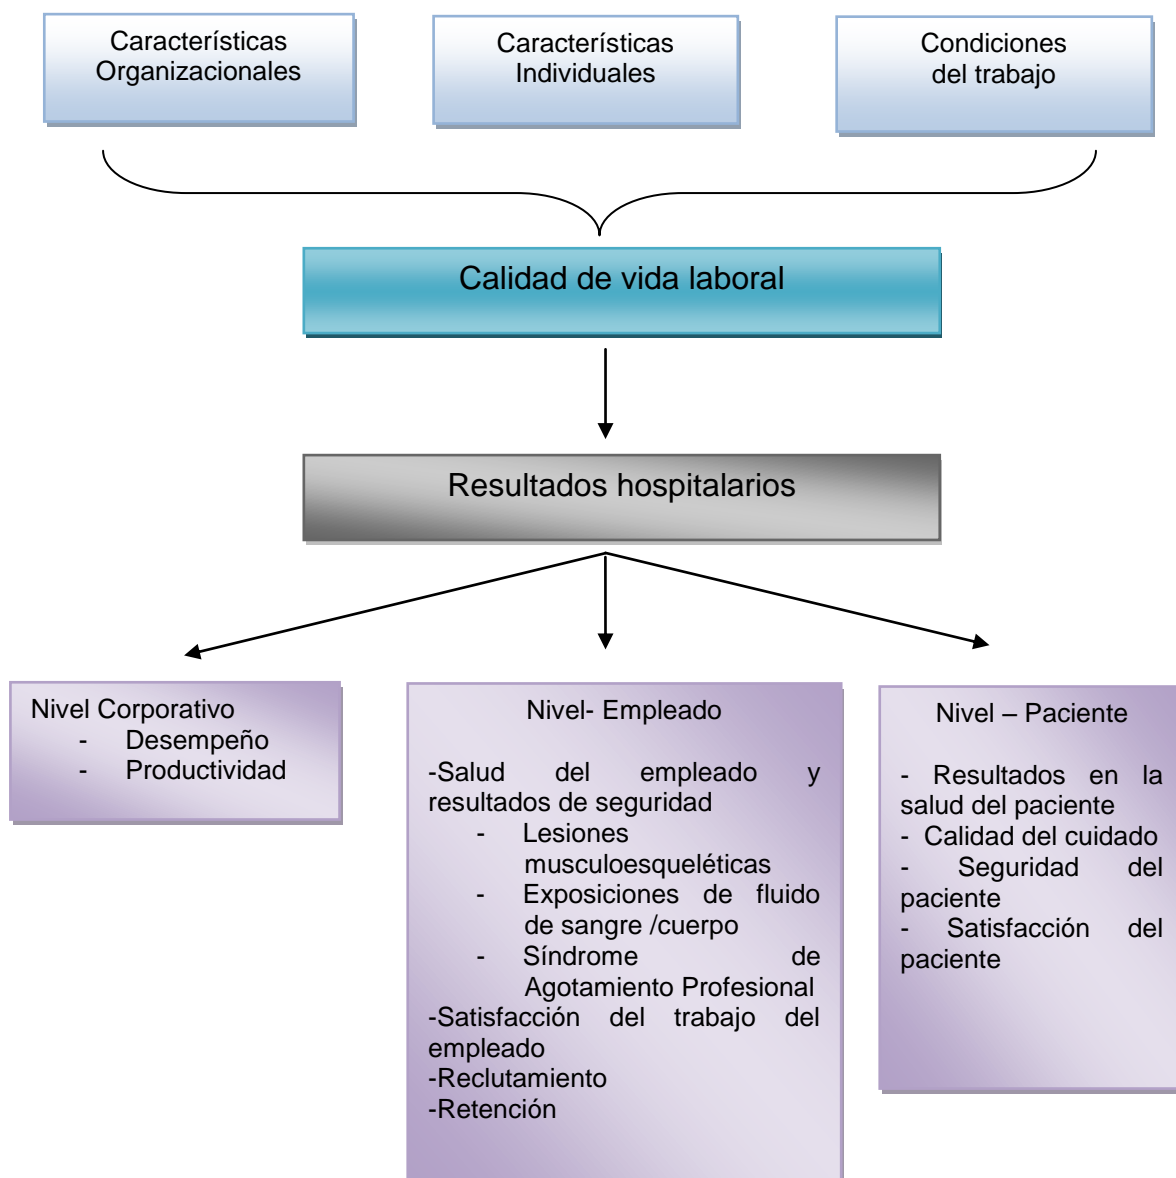 Características
Organizacionales
Características
Individuales
Condiciones
del trabajo
Calidad de vida laboral
Resultados hospitalarios
Nivel Corporativo
- Desempeño
- Productividad
Nivel- Empleado
-Salud del empleado y
resultados de seguridad
- Lesiones
musculoesqueléticas
- Exposiciones de fluido
de sangre /cuerpo
- Síndrome de
Agotamiento Profesional
-Satisfacción del trabajo del
empleado
-Reclutamiento
-Retención
Nivel – Paciente
- Resultados en la
salud del paciente
- Calidad del cuidado
- Seguridad del
paciente
- Satisfacción del
paciente